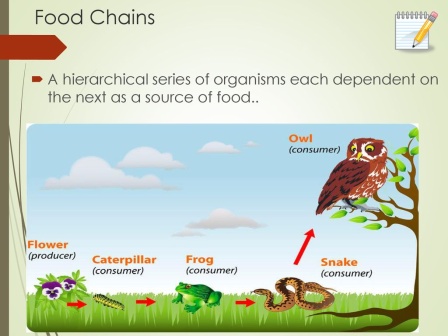 Food Chains
A hierarchical series of organisms each dependent on
the next as a source of food..
Owl
(consumer)
Flower
(producer)
Caterpillar
(consumer)
Frog
(consumer)
Snake
(consumer)